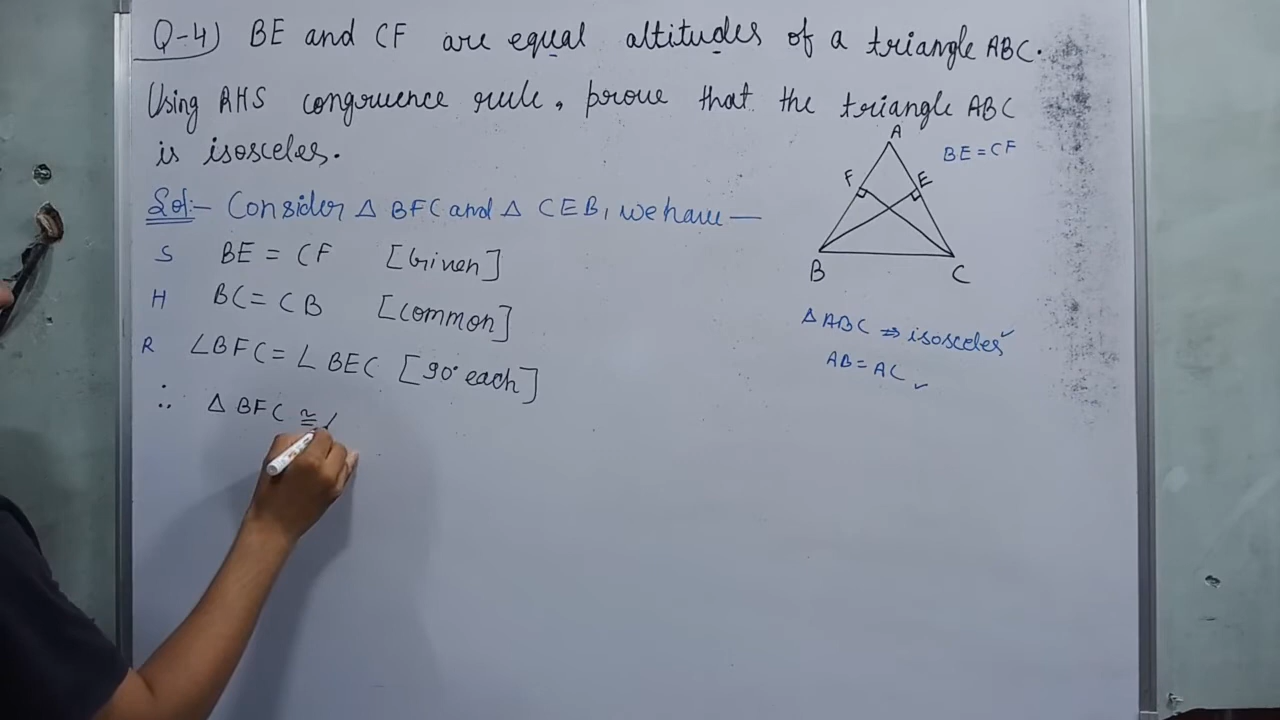 Q-4) BE and CF are equal altitudes of a triangle ABC.
Using AHS congruence rule, prove that the triangle ABC
is isosceles.
Sol:- Consider △ BFC and △ CEB, we have —
S BE = CF [Given]
H BC = CB [common]
R ∠BFC = ∠BEC [90° each]
∴ △ BFC ≅
A
BE = CF
F E
B C
△ ABC ⇒ isosceles ✓
AB = AC ✓